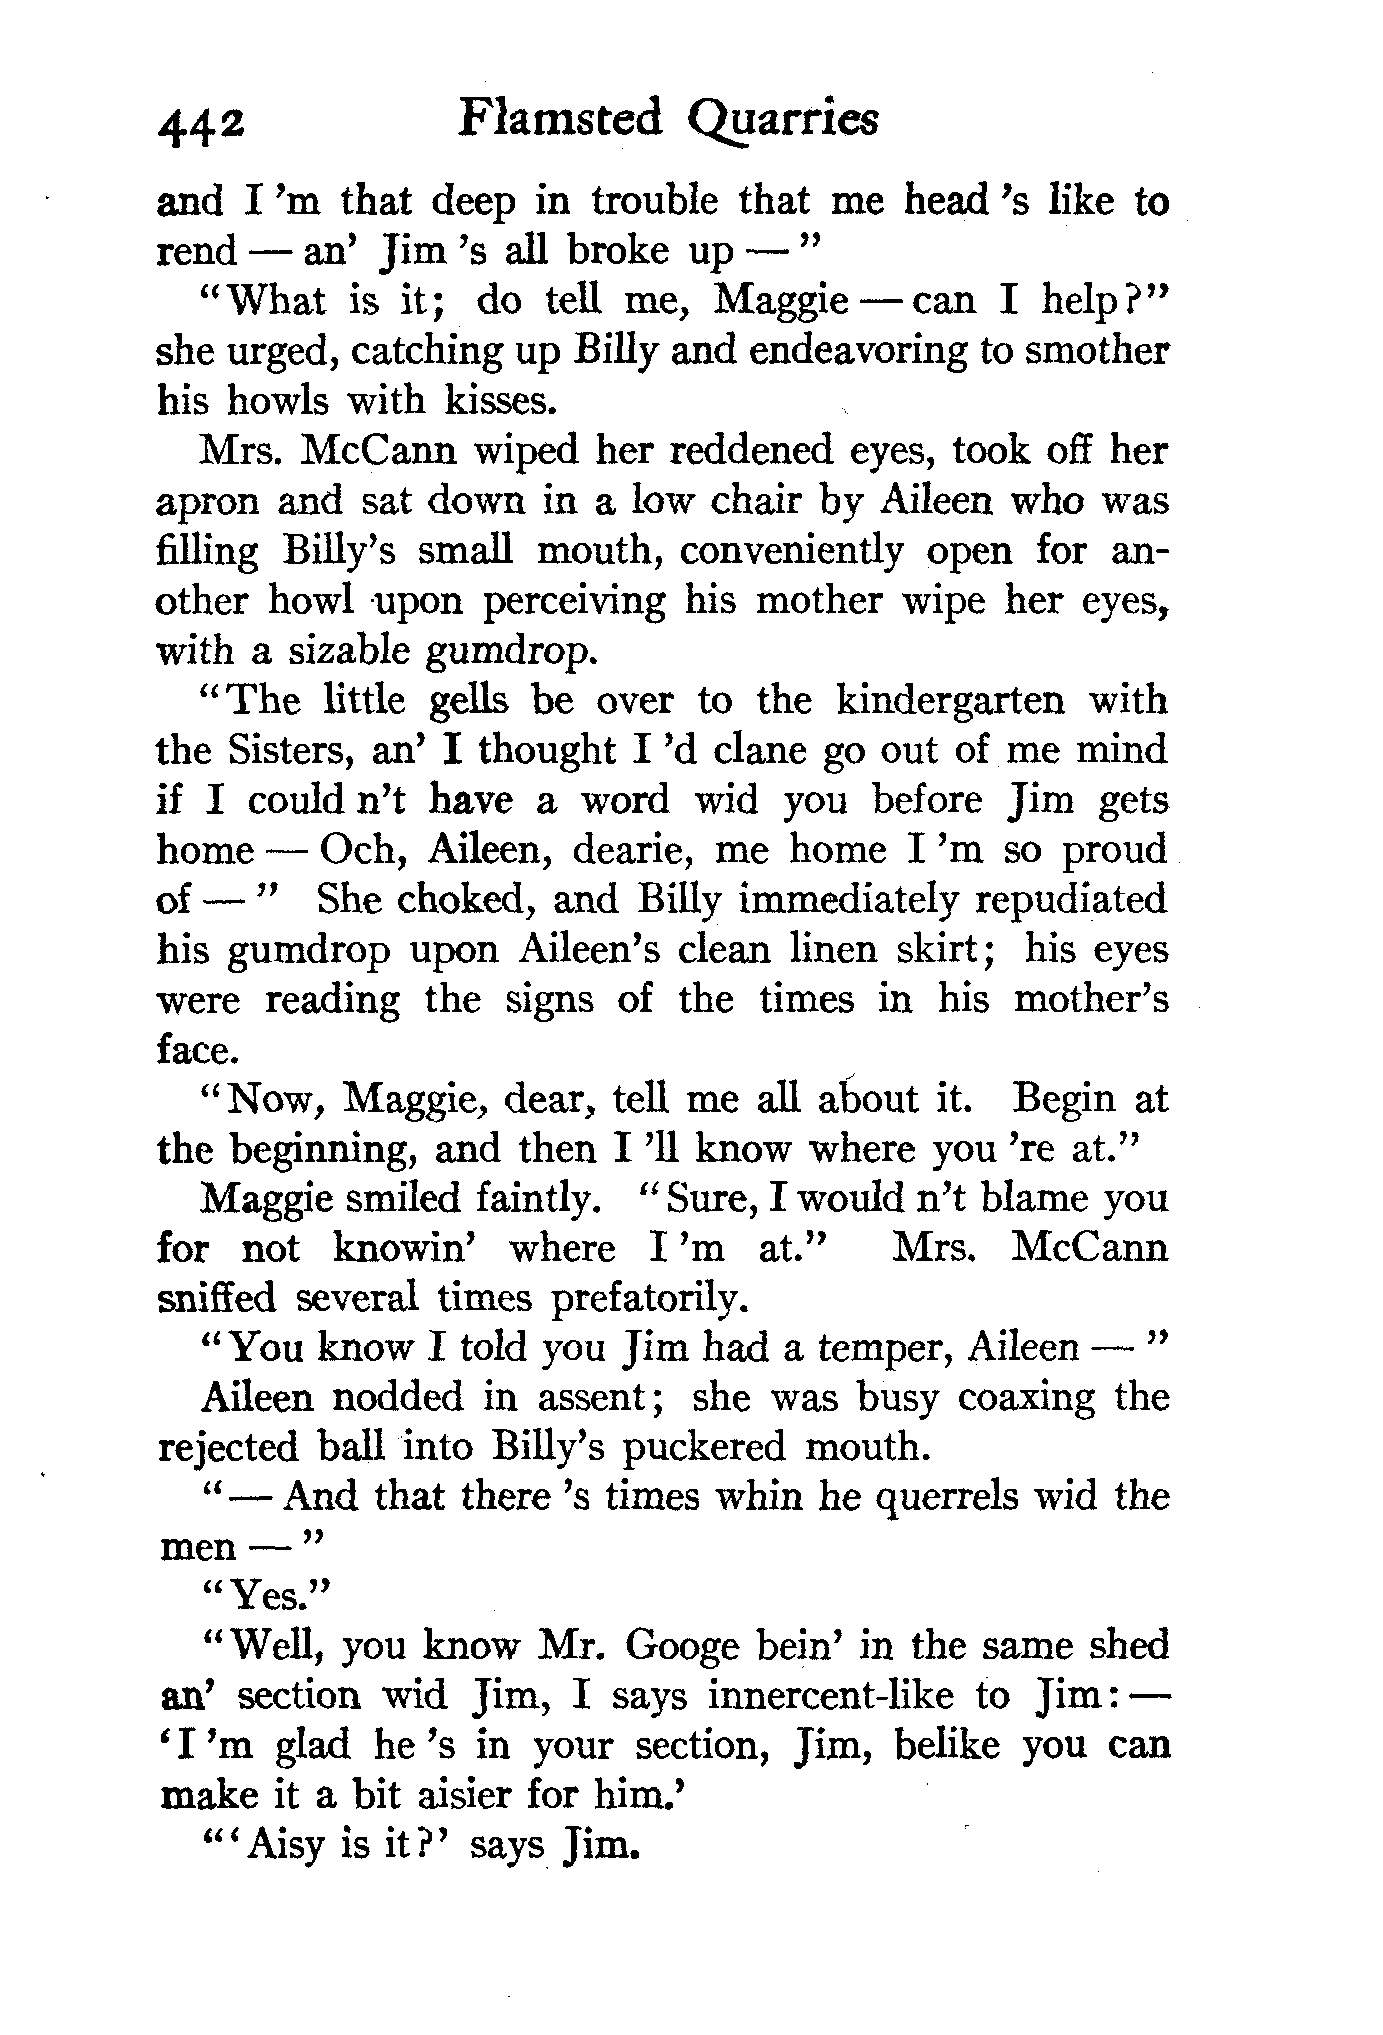 442 Flamsted Quarries
and I 'm that deep in trouble that me head 's like to
rend — an' Jim 's all broke up — "
"What is it; do tell me, Maggie — can I help?"
she urged, catching up Billy and endeavoring to smother
his howls with kisses.
Mrs. McCann wiped her reddened eyes, took off her
apron and sat down in a low chair by Aileen who was
filling Billy's small mouth, conveniently open for an-
other howl upon perceiving his mother wipe her eyes,
with a sizable gumdrop.
"The little gells be over to the kindergarten with
the Sisters, an' I thought I 'd clane go out of me mind
if I could n't have a word wid you before Jim gets
home — Och, Aileen, dearie, me home I 'm so proud
of — " She choked, and Billy immediately repudiated
his gumdrop upon Aileen's clean linen skirt; his eyes
were reading the signs of the times in his mother's
face.
"Now, Maggie, dear, tell me all about it. Begin at
the beginning, and then I 'll know where you 're at."
Maggie smiled faintly. "Sure, I would n't blame you
for not knowin' where I 'm at." Mrs. McCann
sniffed several times prefatorily.
"You know I told you Jim had a temper, Aileen — "
Aileen nodded in assent; she was busy coaxing the
rejected ball into Billy's puckered mouth.
"— And that there 's times whin he querrels wid the
men — "
"Yes."
"Well, you know Mr. Googe bein' in the same shed
an' section wid Jim, I says innercent-like to Jim: —
'I 'm glad he 's in your section, Jim, belike you can
make it a bit aisier for him.'
"'Aisy is it?' says Jim.